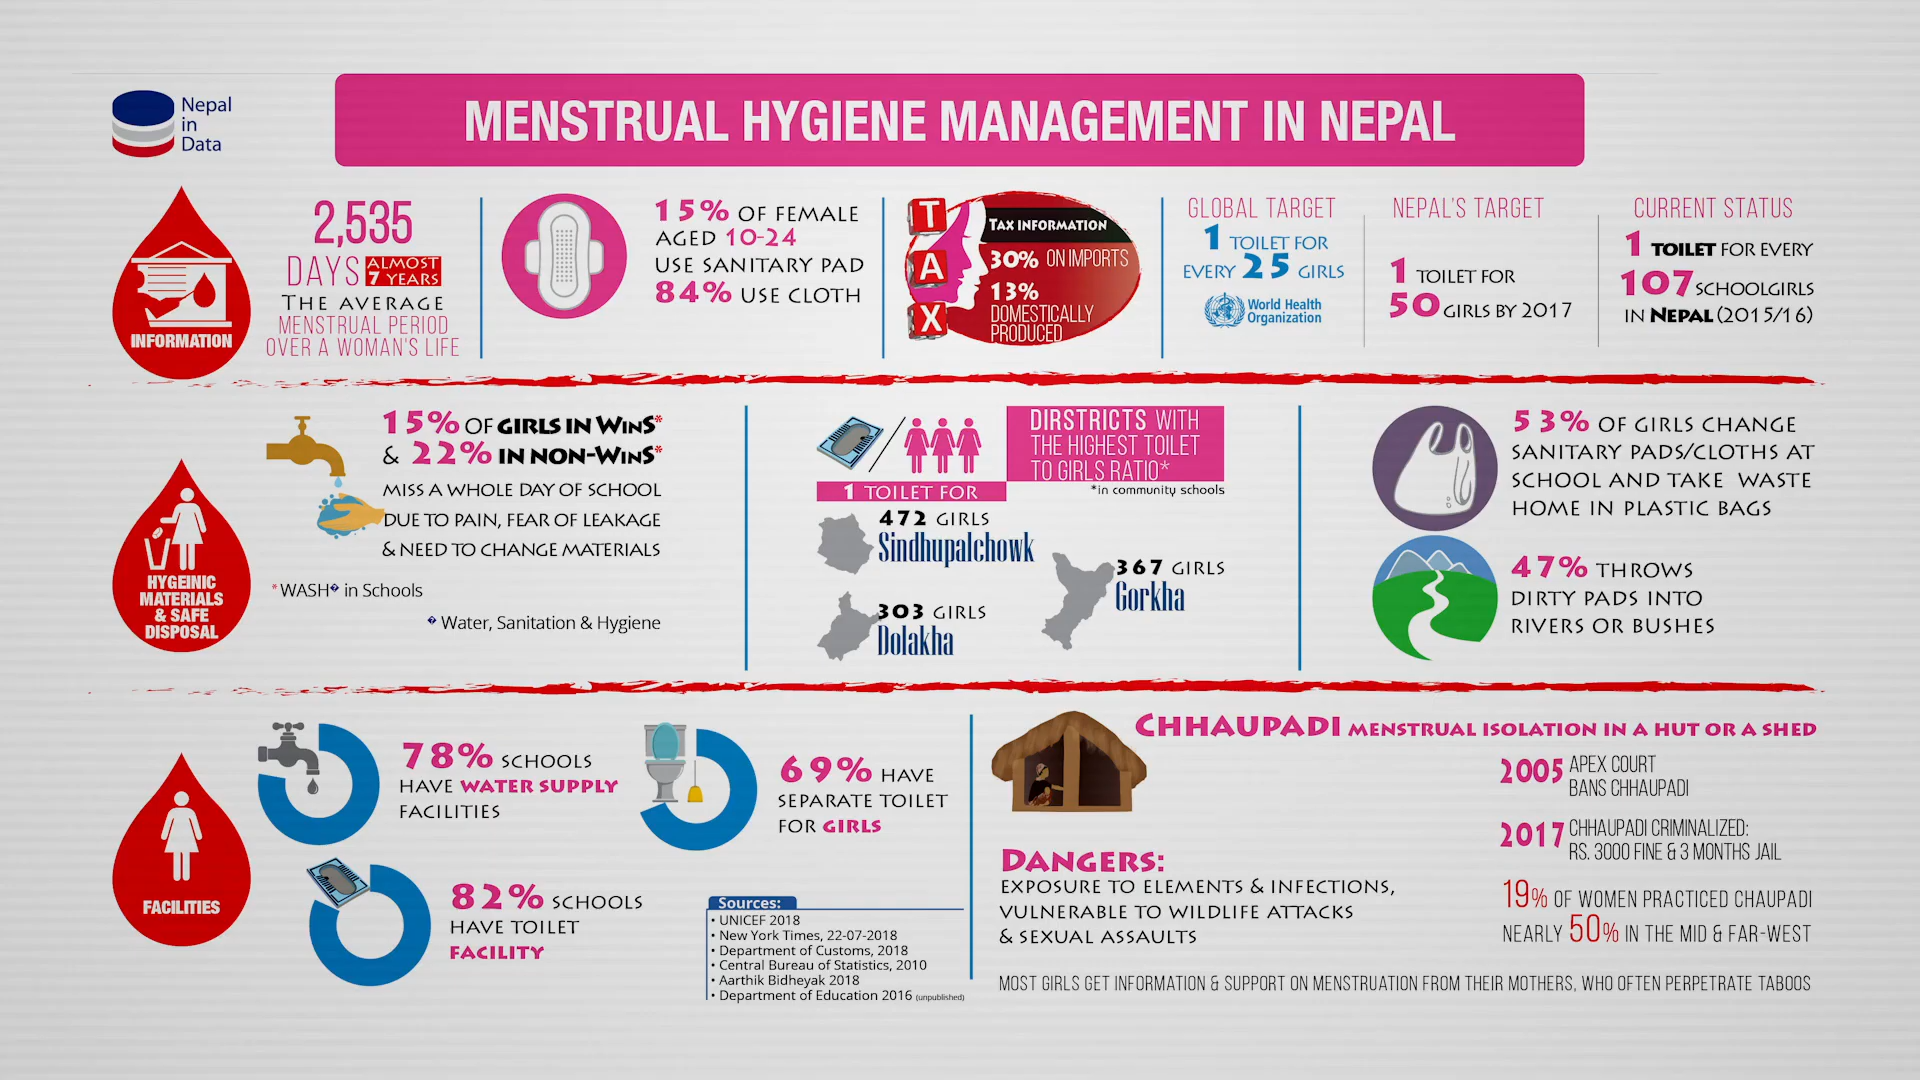 Nepal
in
Data
MENSTRUAL HYGIENE MANAGEMENT IN NEPAL
INFORMATION
2,535
DAYS ALMOST 7 YEARS
THE AVERAGE
MENSTRUAL PERIOD
OVER A WOMAN'S LIFE
15% OF FEMALE
AGED 10-24
USE SANITARY PAD
84% USE CLOTH
TAX
TAX INFORMATION
30% ON IMPORTS
13%
DOMESTICALLY
PRODUCED
GLOBAL TARGET
1 TOILET FOR
EVERY 25 GIRLS
World Health
Organization
NEPAL'S TARGET
1 TOILET FOR
50 GIRLS BY 2017
CURRENT STATUS
1 TOILET FOR EVERY
107 SCHOOLGIRLS
IN NEPAL (2015/16)
HYGEINIC
MATERIALS
& SAFE
DISPOSAL
15% OF GIRLS IN WINS*
& 22% IN NON-WINS*
MISS A WHOLE DAY OF SCHOOL
DUE TO PAIN, FEAR OF LEAKAGE
& NEED TO CHANGE MATERIALS
* WASH� in Schools
� Water, Sanitation & Hygiene
DIRSTRICTS WITH
THE HIGHEST TOILET
TO GIRLS RATIO*
*in community schools
1 TOILET FOR
472 GIRLS
Sindhupalchowk
367 GIRLS
Gorkha
303 GIRLS
Dolakha
53% OF GIRLS CHANGE
SANITARY PADS/CLOTHS AT
SCHOOL AND TAKE WASTE
HOME IN PLASTIC BAGS
47% THROWS
DIRTY PADS INTO
RIVERS OR BUSHES
FACILITIES
78% SCHOOLS
HAVE WATER SUPPLY
FACILITIES
69% HAVE
SEPARATE TOILET
FOR GIRLS
82% SCHOOLS
HAVE TOILET
FACILITY
Sources:
• UNICEF 2018
• New York Times, 22-07-2018
• Department of Customs, 2018
• Central Bureau of Statistics, 2010
• Aarthik Bidheyak 2018
• Department of Education 2016 (unpublished)
CHHAUPADI MENSTRUAL ISOLATION IN A HUT OR A SHED
2005 APEX COURT
BANS CHHAUPADI
2017 CHHAUPADI CRIMINALIZED:
RS. 3000 FINE & 3 MONTHS JAIL
DANGERS:
EXPOSURE TO ELEMENTS & INFECTIONS,
VULNERABLE TO WILDLIFE ATTACKS
& SEXUAL ASSAULTS
19% OF WOMEN PRACTICED CHAUPADI
NEARLY 50% IN THE MID & FAR-WEST
MOST GIRLS GET INFORMATION & SUPPORT ON MENSTRUATION FROM THEIR MOTHERS, WHO OFTEN PERPETRATE TABOOS